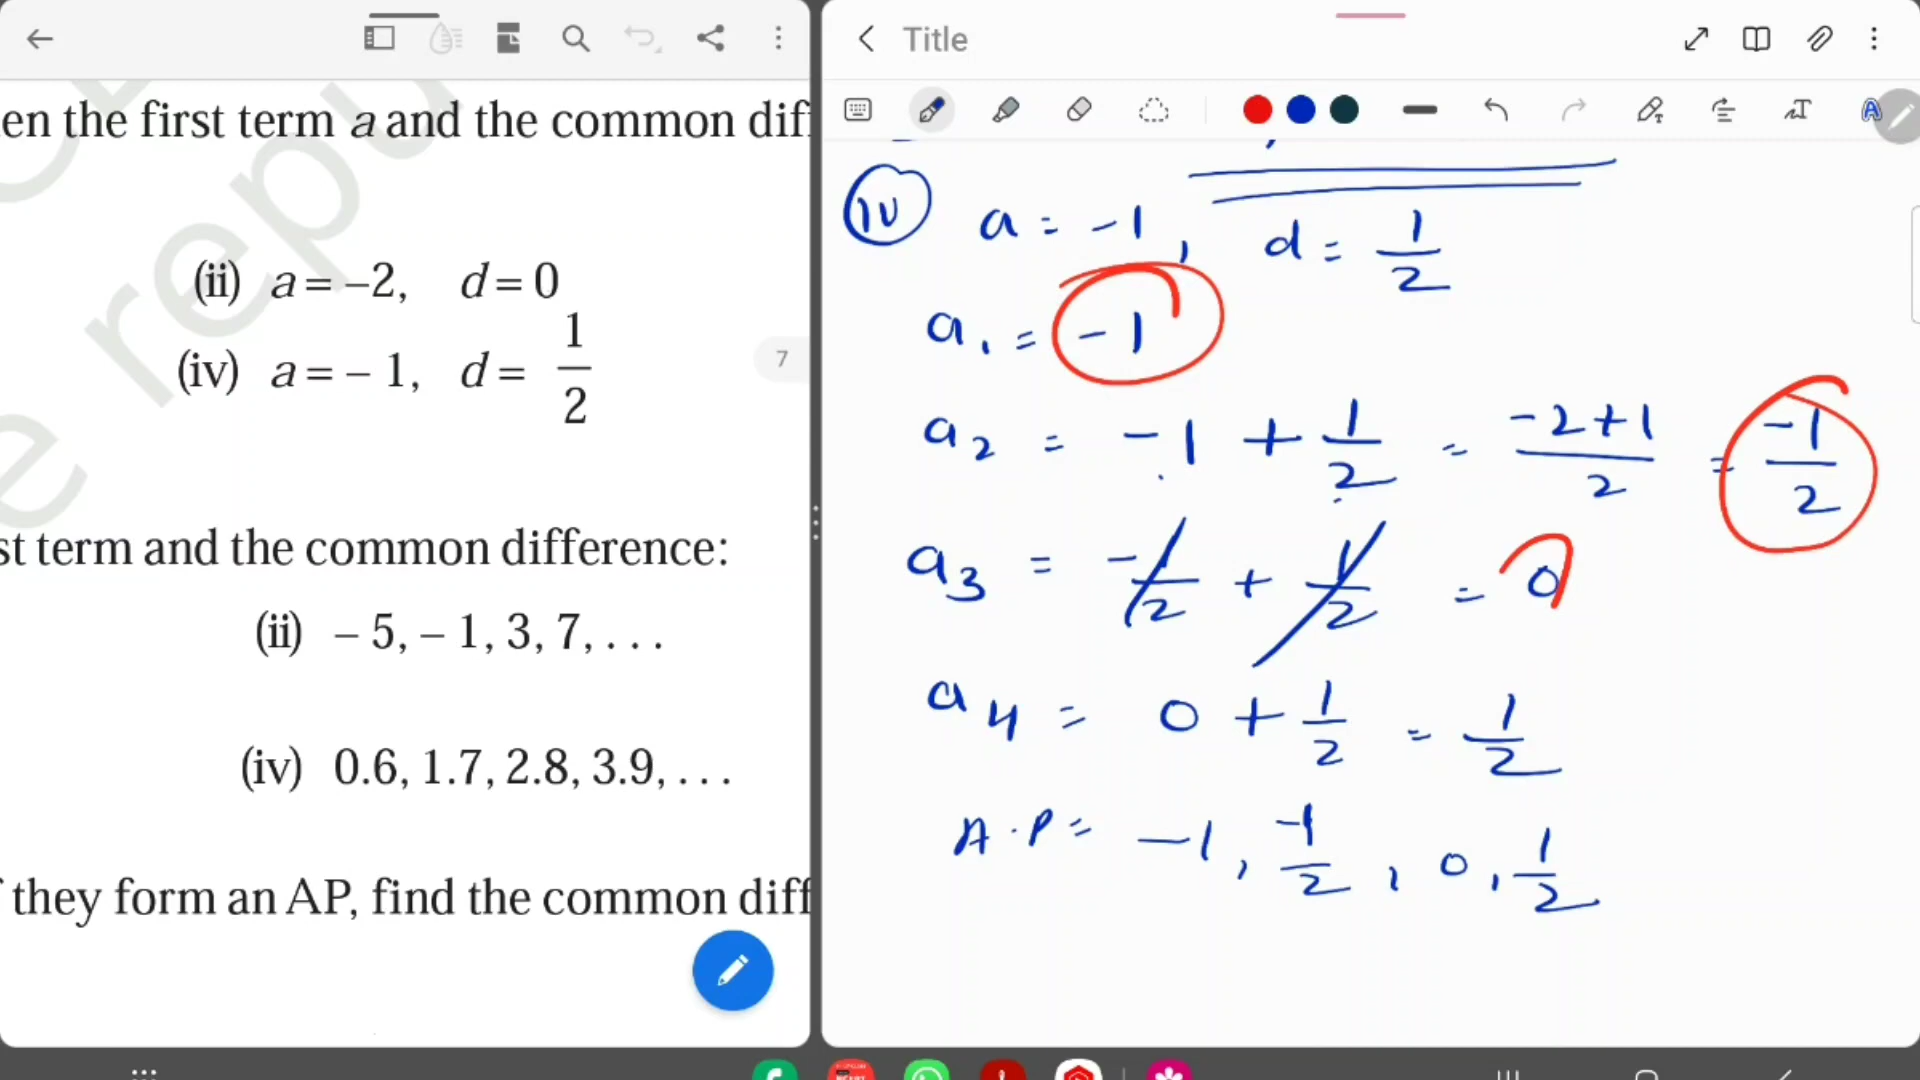 en the first term a and the common dif
(ii) a = –2, d = 0
(iv) a = – 1, d = 1/2
7
st term and the common difference:
(ii) – 5, – 1, 3, 7, . . .
(iv) 0.6, 1.7, 2.8, 3.9, . . .
they form an AP, find the common diff
Title
(iv) a = -1, d = 1/2
a1 = -1
a2 = -1 + 1/2 = -2+1/2 = -1/2
a3 = -1/2 + 1/2 = 0
a4 = 0 + 1/2 = 1/2
A.P = -1, -1/2, 0, 1/2